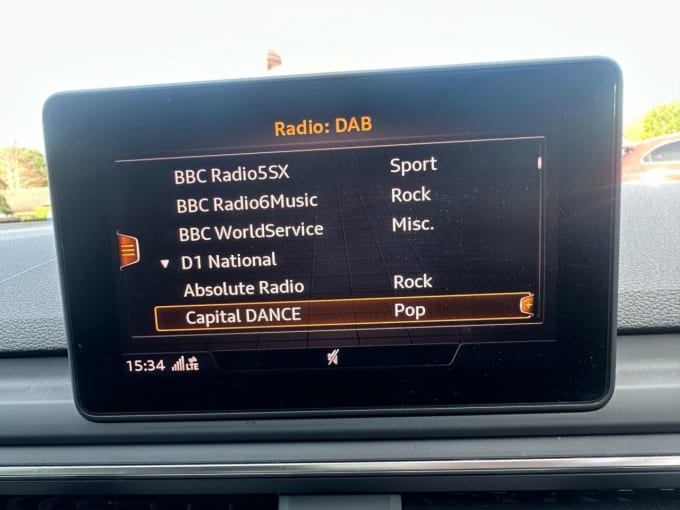 Radio: DAB
BBC Radio5SX Sport
BBC Radio6Music Rock
BBC WorldService Misc.
D1 National
Absolute Radio Rock
Capital DANCE Pop
15:34 LTE